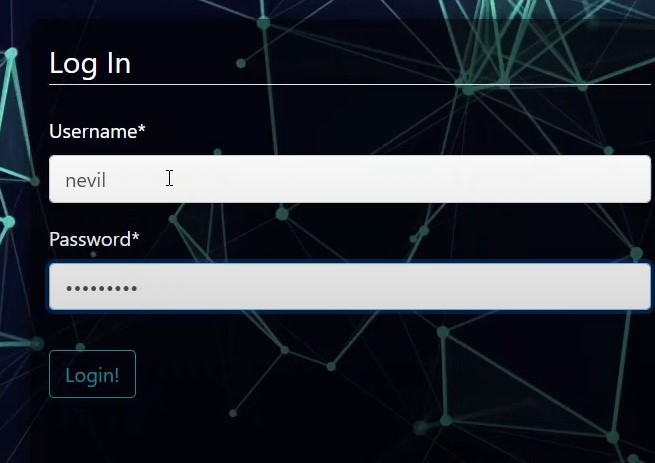 Log In
Username*
nevil
Password*
•••••••••
Login!